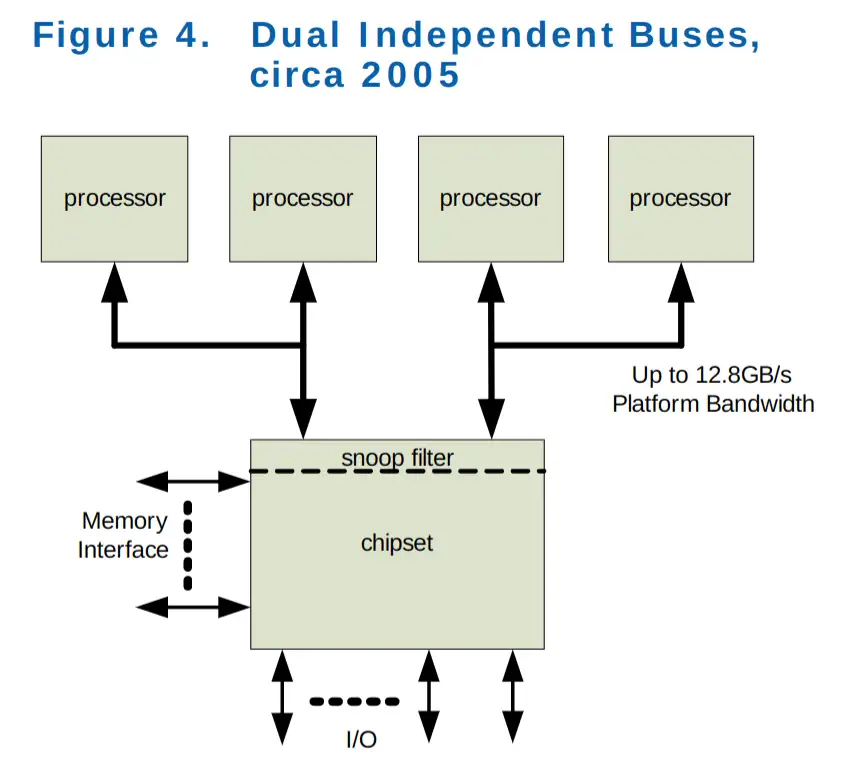 Figure 4. Dual Independent Buses,
circa 2005
processor
processor
processor
processor
Up to 12.8GB/s
Platform Bandwidth
snoop filter
Memory
Interface
chipset
I/O